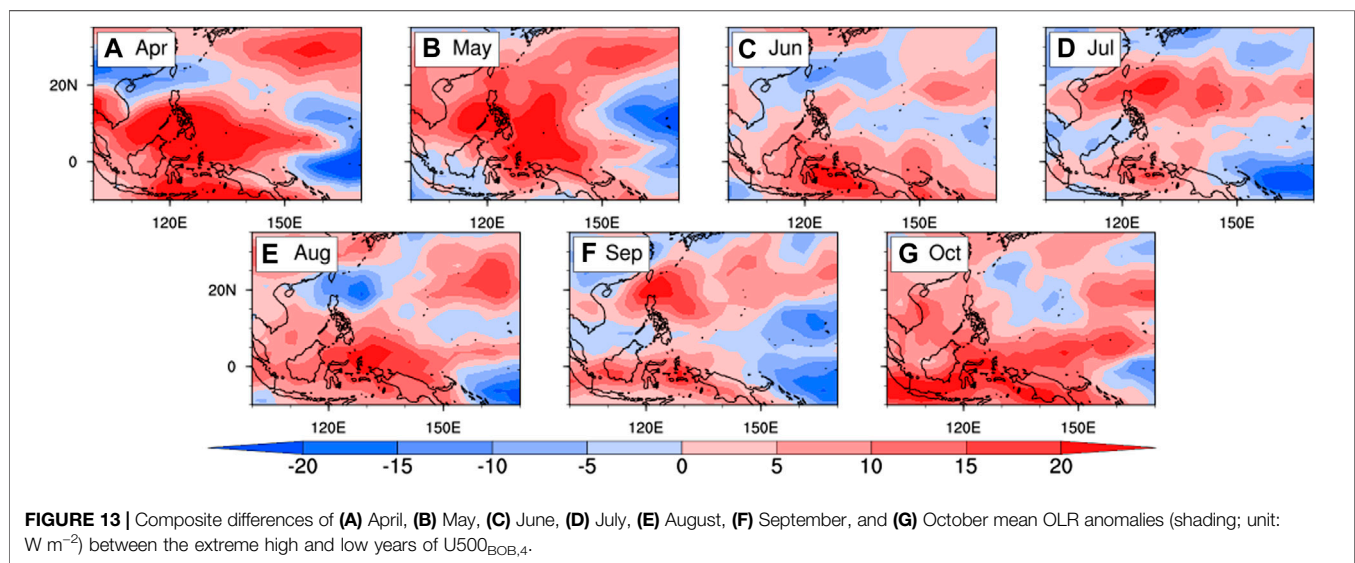 A Apr
B May
C Jun
D Jul
20N
0
120E 150E 120E 150E 120E 150E 120E 150E
E Aug
F Sep
G Oct
20N
0
120E 150E 120E 150E 120E 150E
-20 -15 -10 -5 0 5 10 15 20
FIGURE 13 | Composite differences of (A) April, (B) May, (C) June, (D) July, (E) August, (F) September, and (G) October mean OLR anomalies (shading; unit:
W m−2) between the extreme high and low years of U500BOB,4.